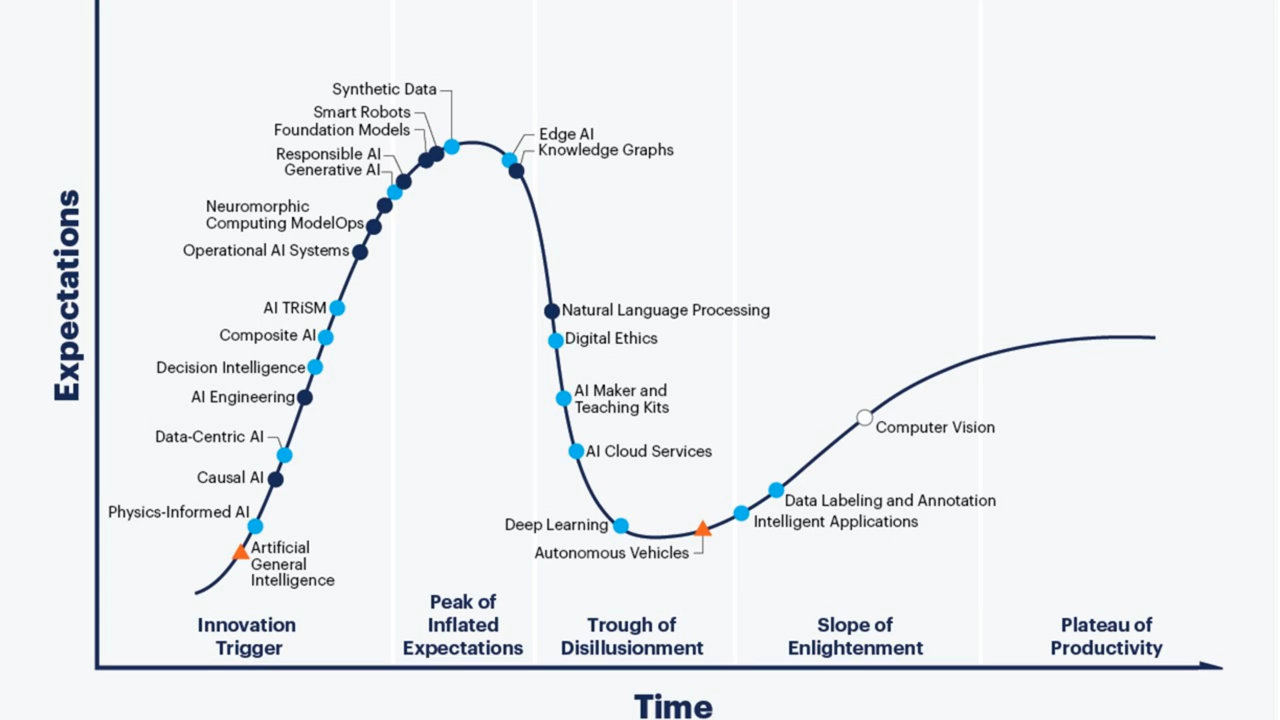 Expectations
Synthetic Data
Smart Robots
Foundation Models
Responsible AI
Generative AI
Neuromorphic
Computing ModelOps
Operational AI Systems
AI TRiSM
Composite AI
Decision Intelligence
AI Engineering
Data-Centric AI
Causal AI
Physics-Informed AI
Artificial
General
Intelligence
Edge AI
Knowledge Graphs
Natural Language Processing
Digital Ethics
AI Maker and
Teaching Kits
AI Cloud Services
Deep Learning
Autonomous Vehicles
Computer Vision
Data Labeling and Annotation
Intelligent Applications
Innovation
Trigger
Peak of
Inflated
Expectations
Trough of
Disillusionment
Slope of
Enlightenment
Plateau of
Productivity
Time